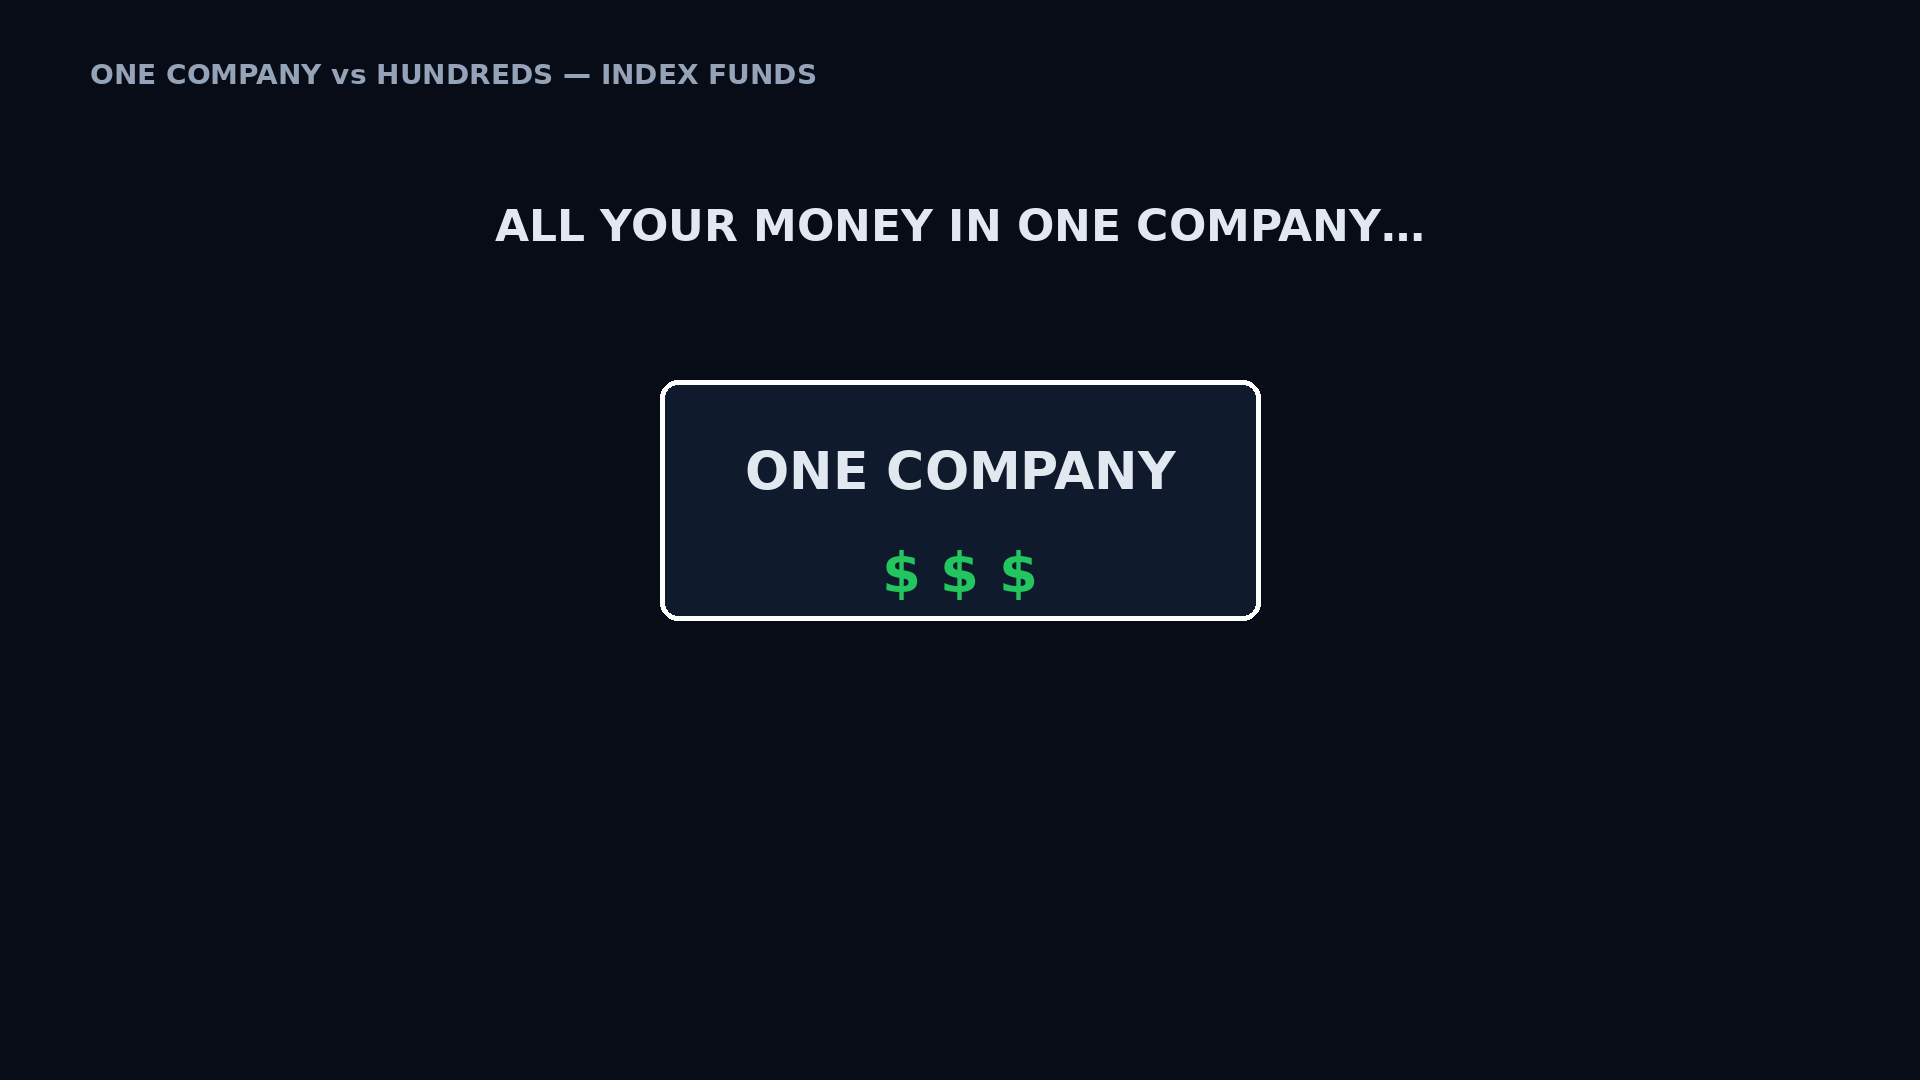 ONE COMPANY vs HUNDREDS — INDEX FUNDS
ALL YOUR MONEY IN ONE COMPANY…
ONE COMPANY
$ $ $